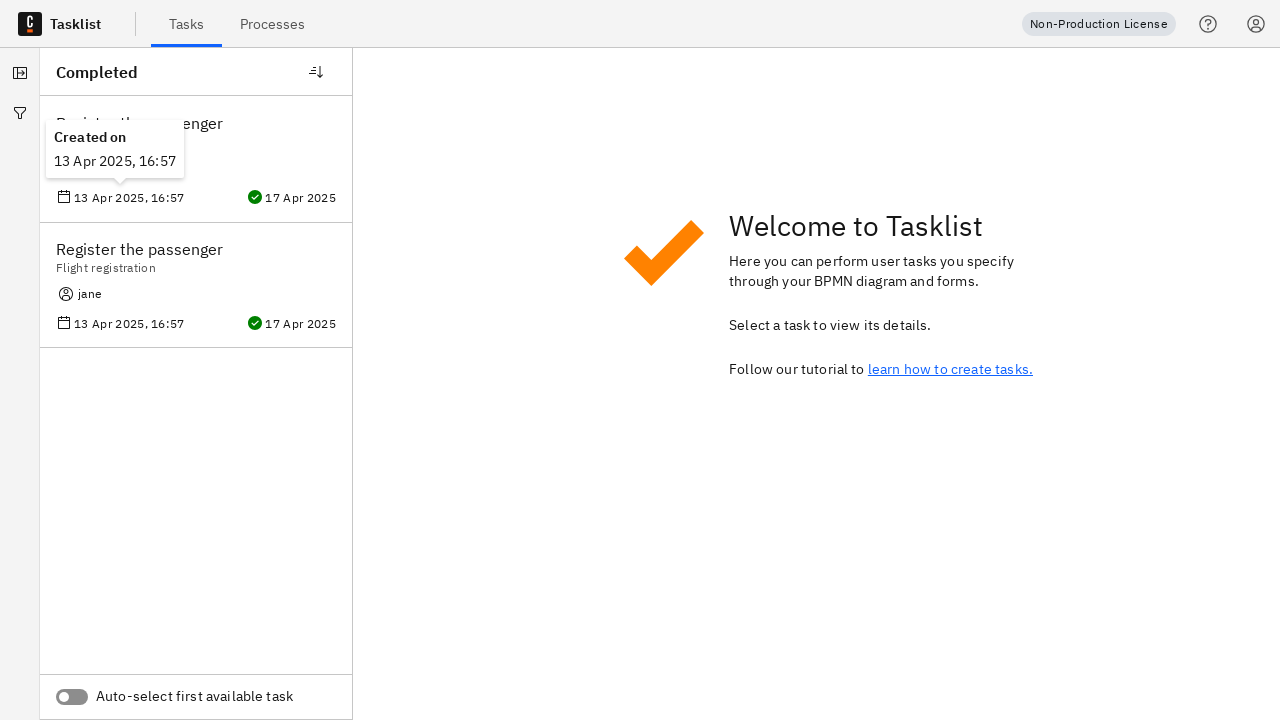 Tasklist
Tasks
Processes
Non-Production License
Completed
Register the passenger
Created on
13 Apr 2025, 16:57
13 Apr 2025, 16:57
17 Apr 2025
Register the passenger
Flight registration
jane
13 Apr 2025, 16:57
17 Apr 2025
Auto-select first available task
Welcome to Tasklist
Here you can perform user tasks you specify
through your BPMN diagram and forms.
Select a task to view its details.
Follow our tutorial to learn how to create tasks.